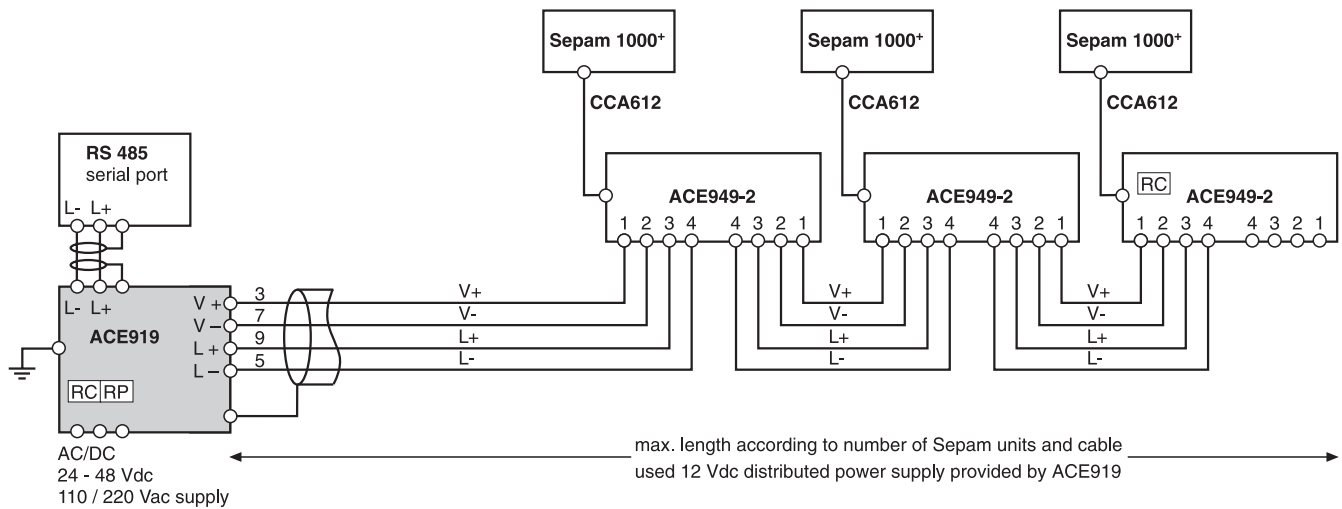 Sepam 1000+ Sepam 1000+ Sepam 1000+
CCA612 CCA612 CCA612
RS 485
serial port
L- L+
RC
ACE949-2 ACE949-2 ACE949-2
1 2 3 4 4 3 2 1 1 2 3 4 4 3 2 1 1 2 3 4 4 3 2 1
L- L+
ACE919
V + 3 V+ V+ V+
V – 7 V- V- V-
L + 9 L+ L+ L+
L – 5 L- L- L-
RC RP
AC/DC
24 - 48 Vdc
110 / 220 Vac supply
max. length according to number of Sepam units and cable
used 12 Vdc distributed power supply provided by ACE919